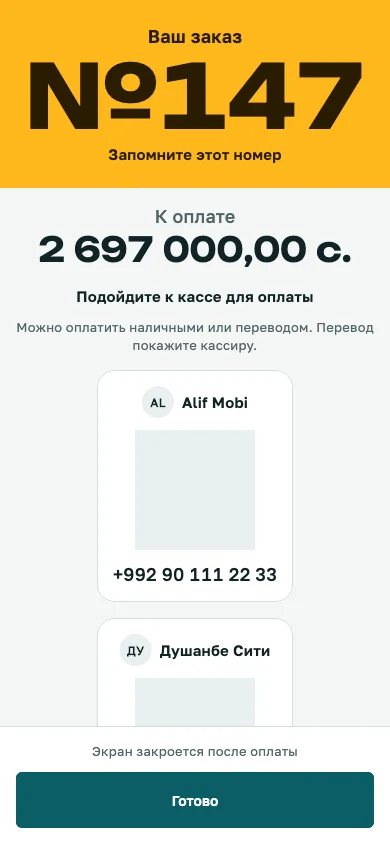 Ваш заказ
№147
Запомните этот номер
К оплате
2 697 000,00 с.
Подойдите к кассе для оплаты
Можно оплатить наличными или переводом. Перевод
покажите кассиру.
AL Alif Mobi
+992 90 111 22 33
ДУ Душанбе Сити
Экран закроется после оплаты
Готово